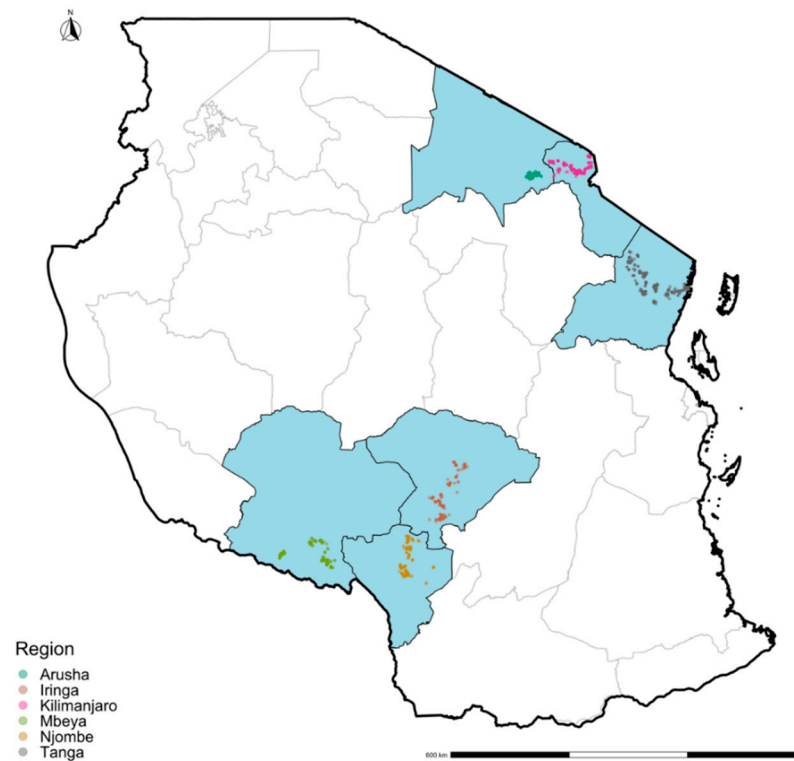 N
Region
Arusha
Iringa
Kilimanjaro
Mbeya
Njombe
Tanga
600 km